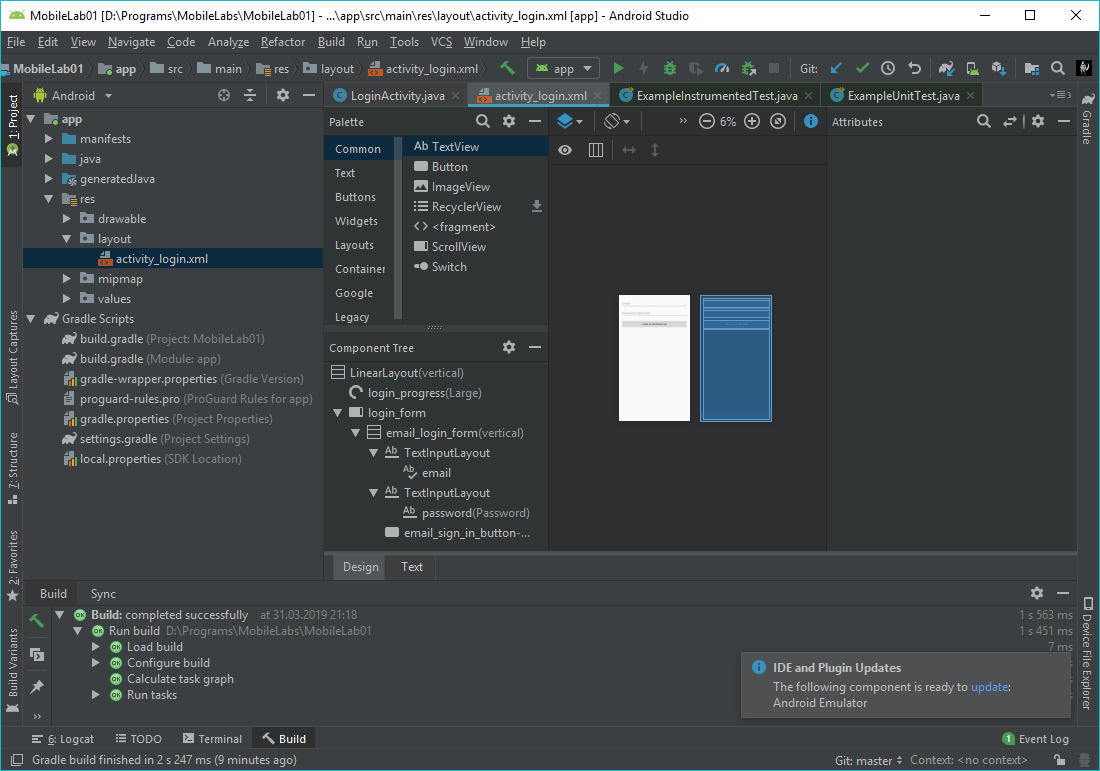 MobileLab01 [D:\Programs\MobileLabs\MobileLab01] - ...\app\src\main\res\layout\activity_login.xml [app] - Android Studio
File Edit View Navigate Code Analyze Refactor Build Run Tools VCS Window Help
MobileLab01 app src main res layout activity_login.xml app Git:
Android LoginActivity.java activity_login.xml ExampleInstrumentedTest.java ExampleUnitTest.java 3
1: Project
Layout Captures
7: Structure
2: Favorites
Build Variants
app
manifests
java
generatedJava
res
drawable
layout
activity_login.xml
mipmap
values
Gradle Scripts
build.gradle (Project: MobileLab01)
build.gradle (Module: app)
gradle-wrapper.properties (Gradle Version)
proguard-rules.pro (ProGuard Rules for app)
gradle.properties (Project Properties)
settings.gradle (Project Settings)
local.properties (SDK Location)
Palette
Common
Text
Buttons
Widgets
Layouts
Container
Google
Legacy
Ab TextView
Button
ImageView
RecyclerView
<fragment>
ScrollView
Switch
Component Tree
LinearLayout(vertical)
login_progress(Large)
login_form
email_login_form(vertical)
Ab TextInputLayout
Ab email
Ab TextInputLayout
Ab password(Password)
email_sign_in_button-...
>> 6%
Attributes
Gradle
Device File Explorer
Design Text
Build Sync
Build: completed successfully at 31.03.2019 21:18 1 s 563 ms
Run build D:\Programs\MobileLabs\MobileLab01 1 s 451 ms
Load build 7 ms
Configure build
Calculate task graph
Run tasks
IDE and Plugin Updates
The following component is ready to update:
Android Emulator
6: Logcat TODO Terminal Build 1 Event Log
Gradle build finished in 2 s 247 ms (9 minutes ago) Git: master Context: <no context>